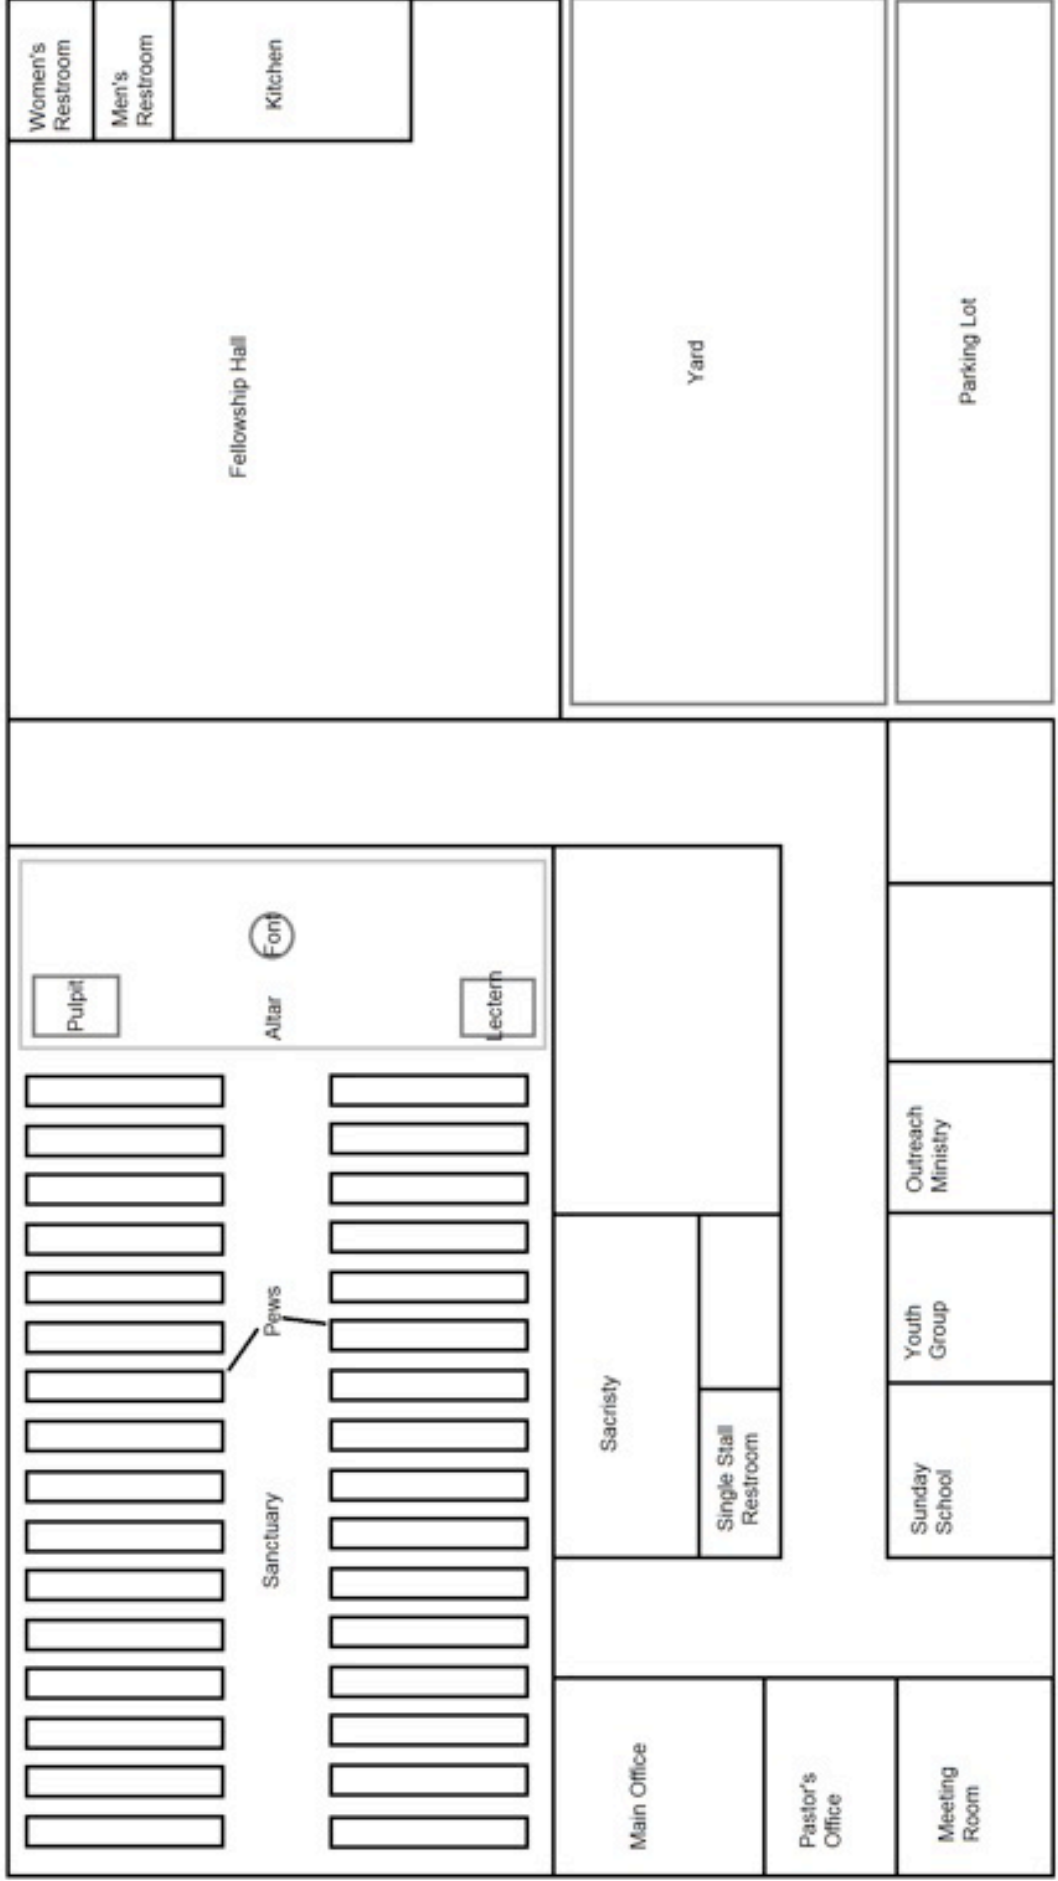 Women's
Restroom
Men's
Restroom
Kitchen
Fellowship Hall
Yard
Parking Lot
Pulpit
Altar
Font
Lectern
Pews
Sanctuary
Sacristy
Single Stall
Restroom
Outreach
Ministry
Youth
Group
Sunday
School
Main Office
Pastor's
Office
Meeting
Room